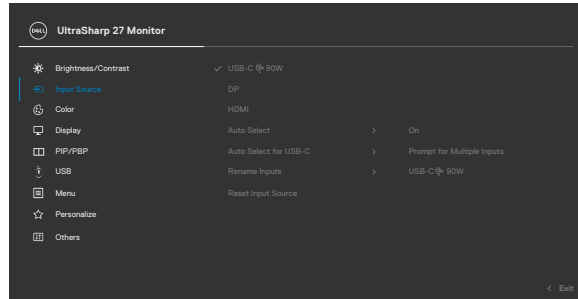 DELL UltraSharp 27 Monitor
Brightness/Contrast USB-C 90W
Input Source DP
Color HDMI
Display Auto Select > On
PIP/PBP Auto Select for USB-C > Prompt for Multiple Inputs
USB Rename Inputs > USB-C 90W
Menu Reset Input Source
Personalize
Others
< Exit